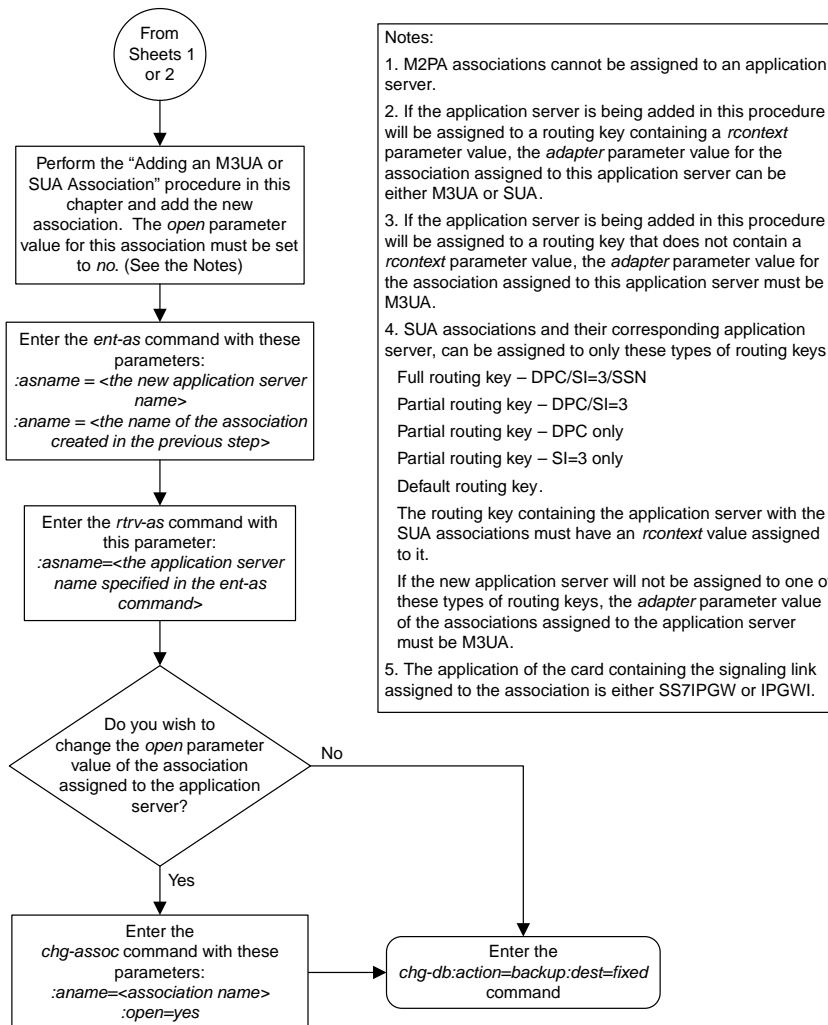 From
Sheets 1
or 2
Perform the “Adding an M3UA or
SUA Association” procedure in this
chapter and add the new
association. The open parameter
value for this association must be set
to no. (See the Notes)
Enter the ent-as command with these
parameters:
:asname = <the new application server
name>
:aname = <the name of the association
created in the previous step>
Enter the rtrv-as command with
this parameter:
:asname=<the application server
name specified in the ent-as
command>
Do you wish to
change the open parameter
value of the association
assigned to the application
server?
No
Yes
Enter the
chg-assoc command with these
parameters:
:aname=<association name>
:open=yes
Enter the
chg-db:action=backup:dest=fixed
command
Notes:
1. M2PA associations cannot be assigned to an application
server.
2. If the application server is being added in this procedure
will be assigned to a routing key containing a rcontext
parameter value, the adapter parameter value for the
association assigned to this application server can be
either M3UA or SUA.
3. If the application server is being added in this procedure
will be assigned to a routing key that does not contain a
rcontext parameter value, the adapter parameter value for
the association assigned to this application server must be
M3UA.
4. SUA associations and their corresponding application
server, can be assigned to only these types of routing keys
Full routing key – DPC/SI=3/SSN
Partial routing key – DPC/SI=3
Partial routing key – DPC only
Partial routing key – SI=3 only
Default routing key.
The routing key containing the application server with the
SUA associations must have an rcontext value assigned
to it.
If the new application server will not be assigned to one o
these types of routing keys, the adapter parameter value
of the associations assigned to the application server
must be M3UA.
5. The application of the card containing the signaling link
assigned to the association is either SS7IPGW or IPGWI.